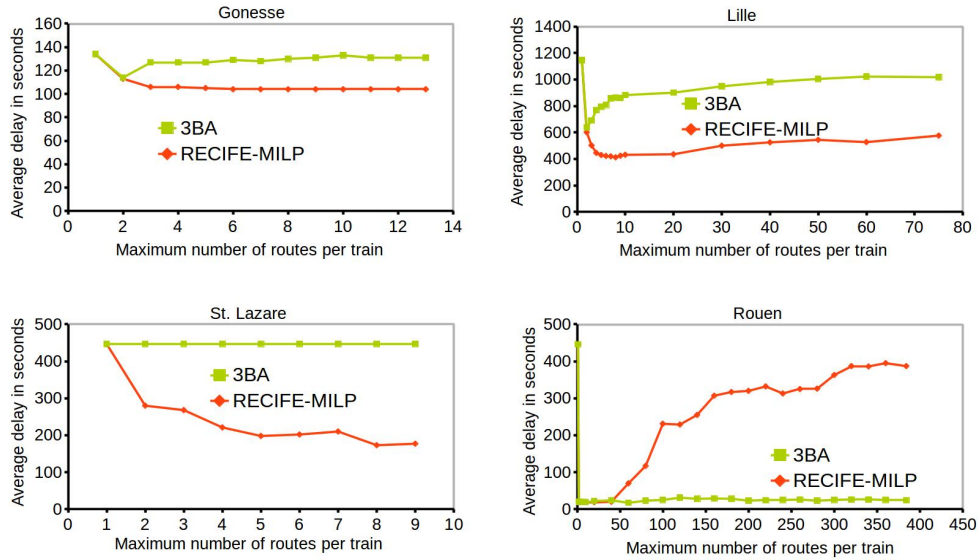 Gonesse
Average delay in seconds
160
140
120
100
80
60
40
20
0
3BA
RECIFE-MILP
0 2 4 6 8 10 12 14
Maximum number of routes per train
Lille
Average delay in seconds
1400
1200
1000
800
600
400
200
0
3BA
RECIFE-MILP
0 10 20 30 40 50 60 70 80
Maximum number of routes per train
St. Lazare
Average delay in seconds
500
400
300
200
100
0
3BA
RECIFE-MILP
0 1 2 3 4 5 6 7 8 9 10
Maximum number of routes per train
Rouen
Average delay in seconds
500
400
300
200
100
0
3BA
RECIFE-MILP
0 50 100 150 200 250 300 350 400 450
Maximum number of routes per train